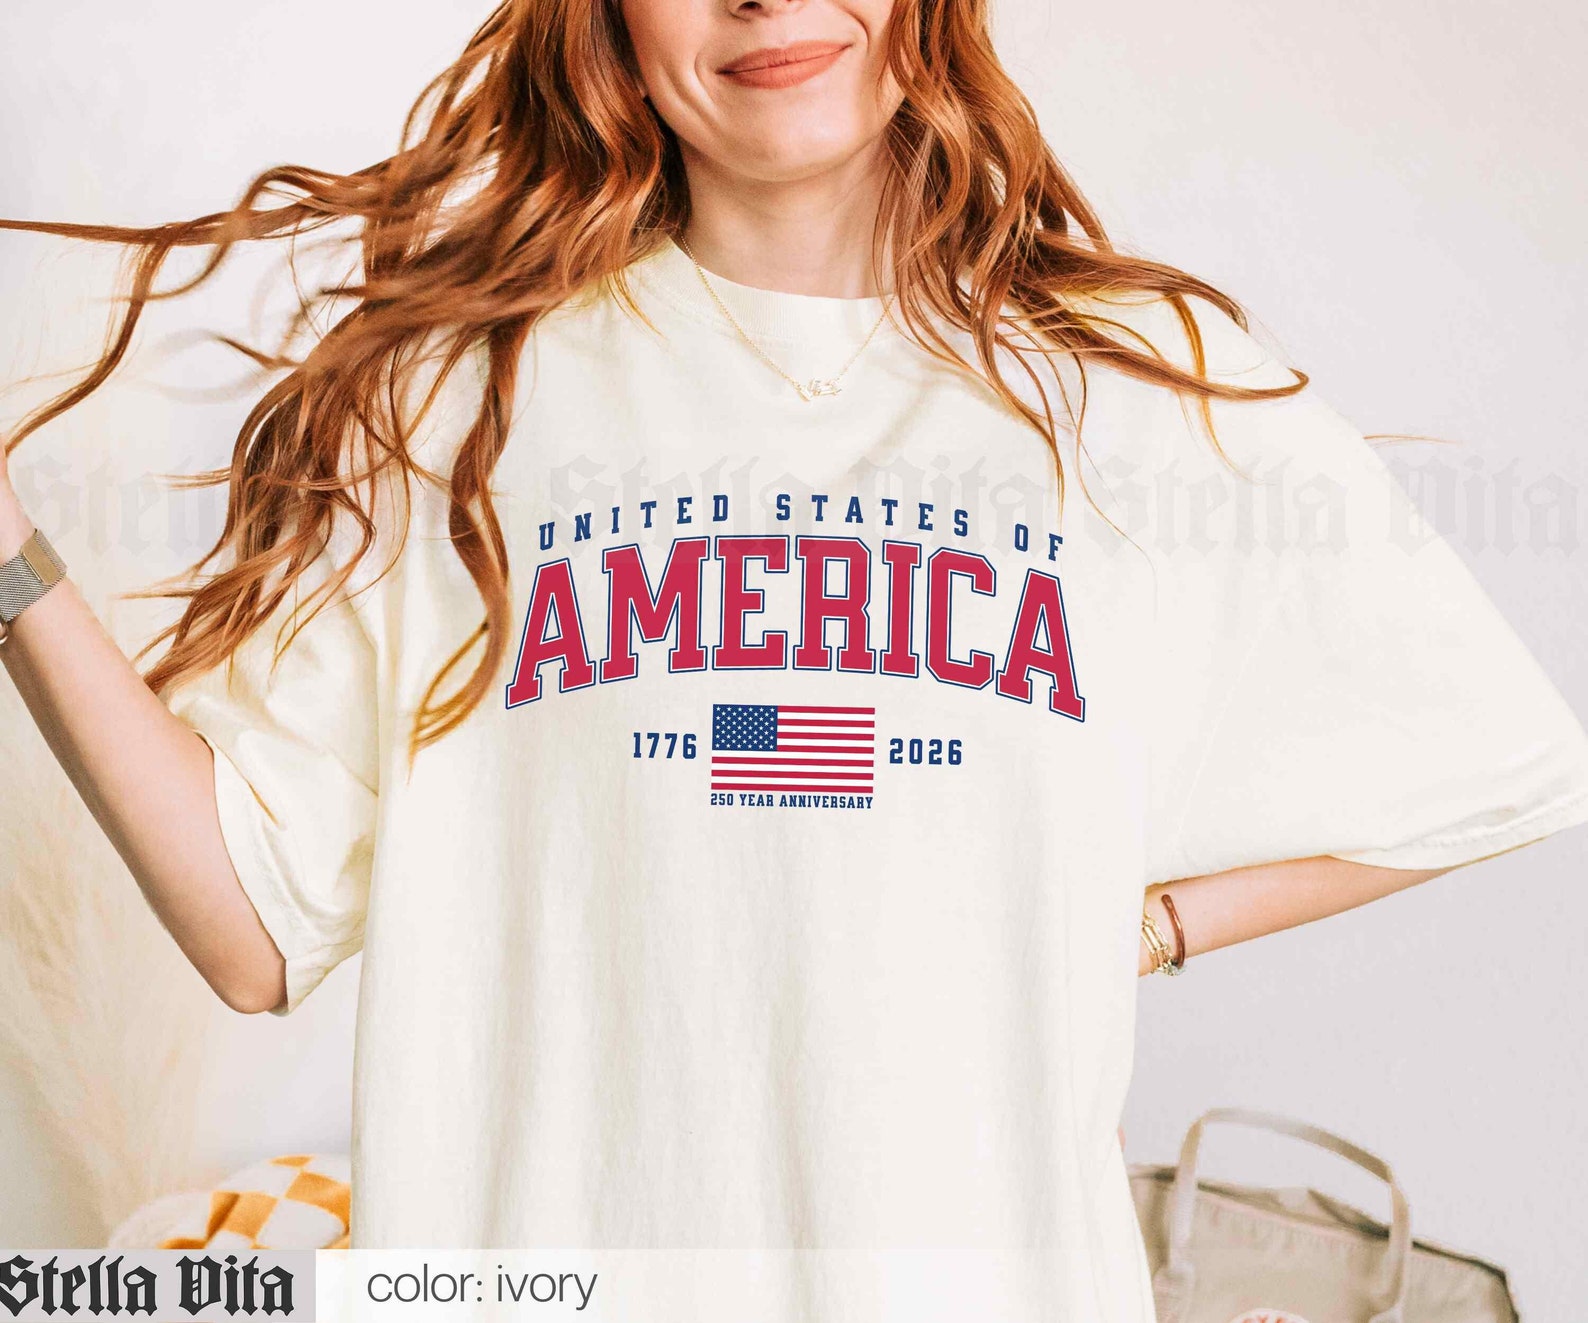 Stella Vita Stella Vita Stella Vita
UNITED STATES OF
AMERICA
1776 2026
250 YEAR ANNIVERSARY
Stella Vita
color: ivory